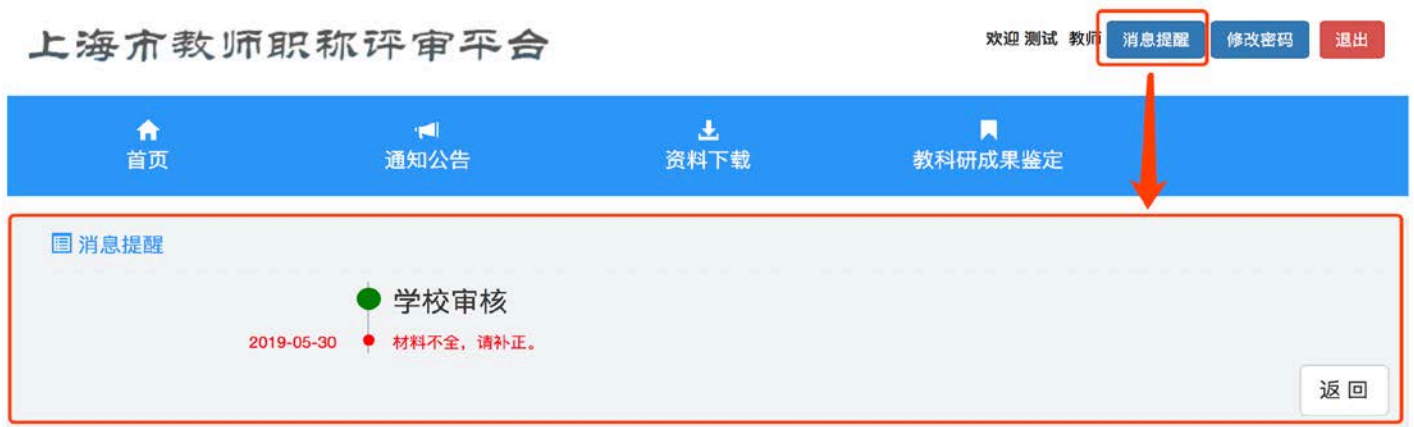 上海市教师职称评审平台
欢迎 测试 教师 消息提醒 修改密码 退出
首页 通知公告 资料下载 教科研成果鉴定
消息提醒
学校审核
2019-05-30 材料不全，请补正。
返回